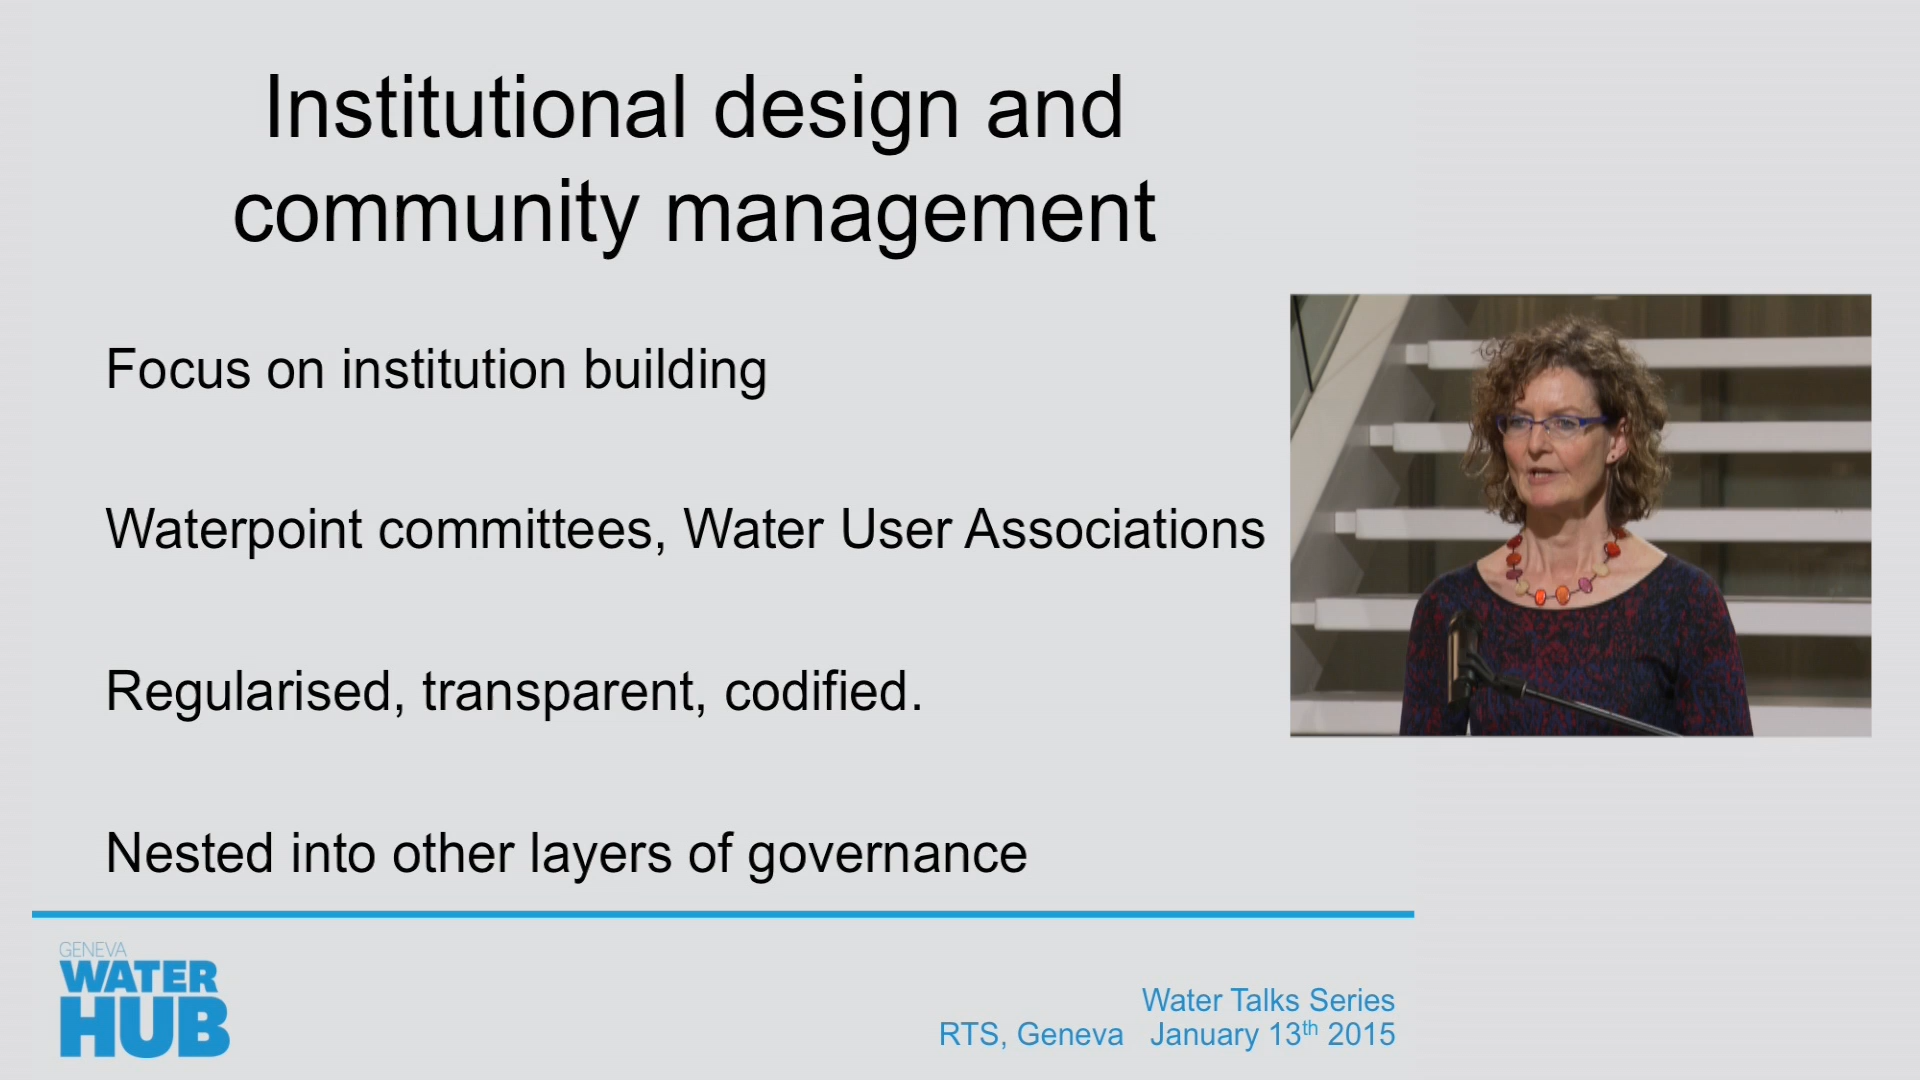 Institutional design and
community management
Focus on institution building
Waterpoint committees, Water User Associations
Regularised, transparent, codified.
Nested into other layers of governance
GENEVA
WATER
HUB
Water Talks Series
RTS, Geneva January 13th 2015